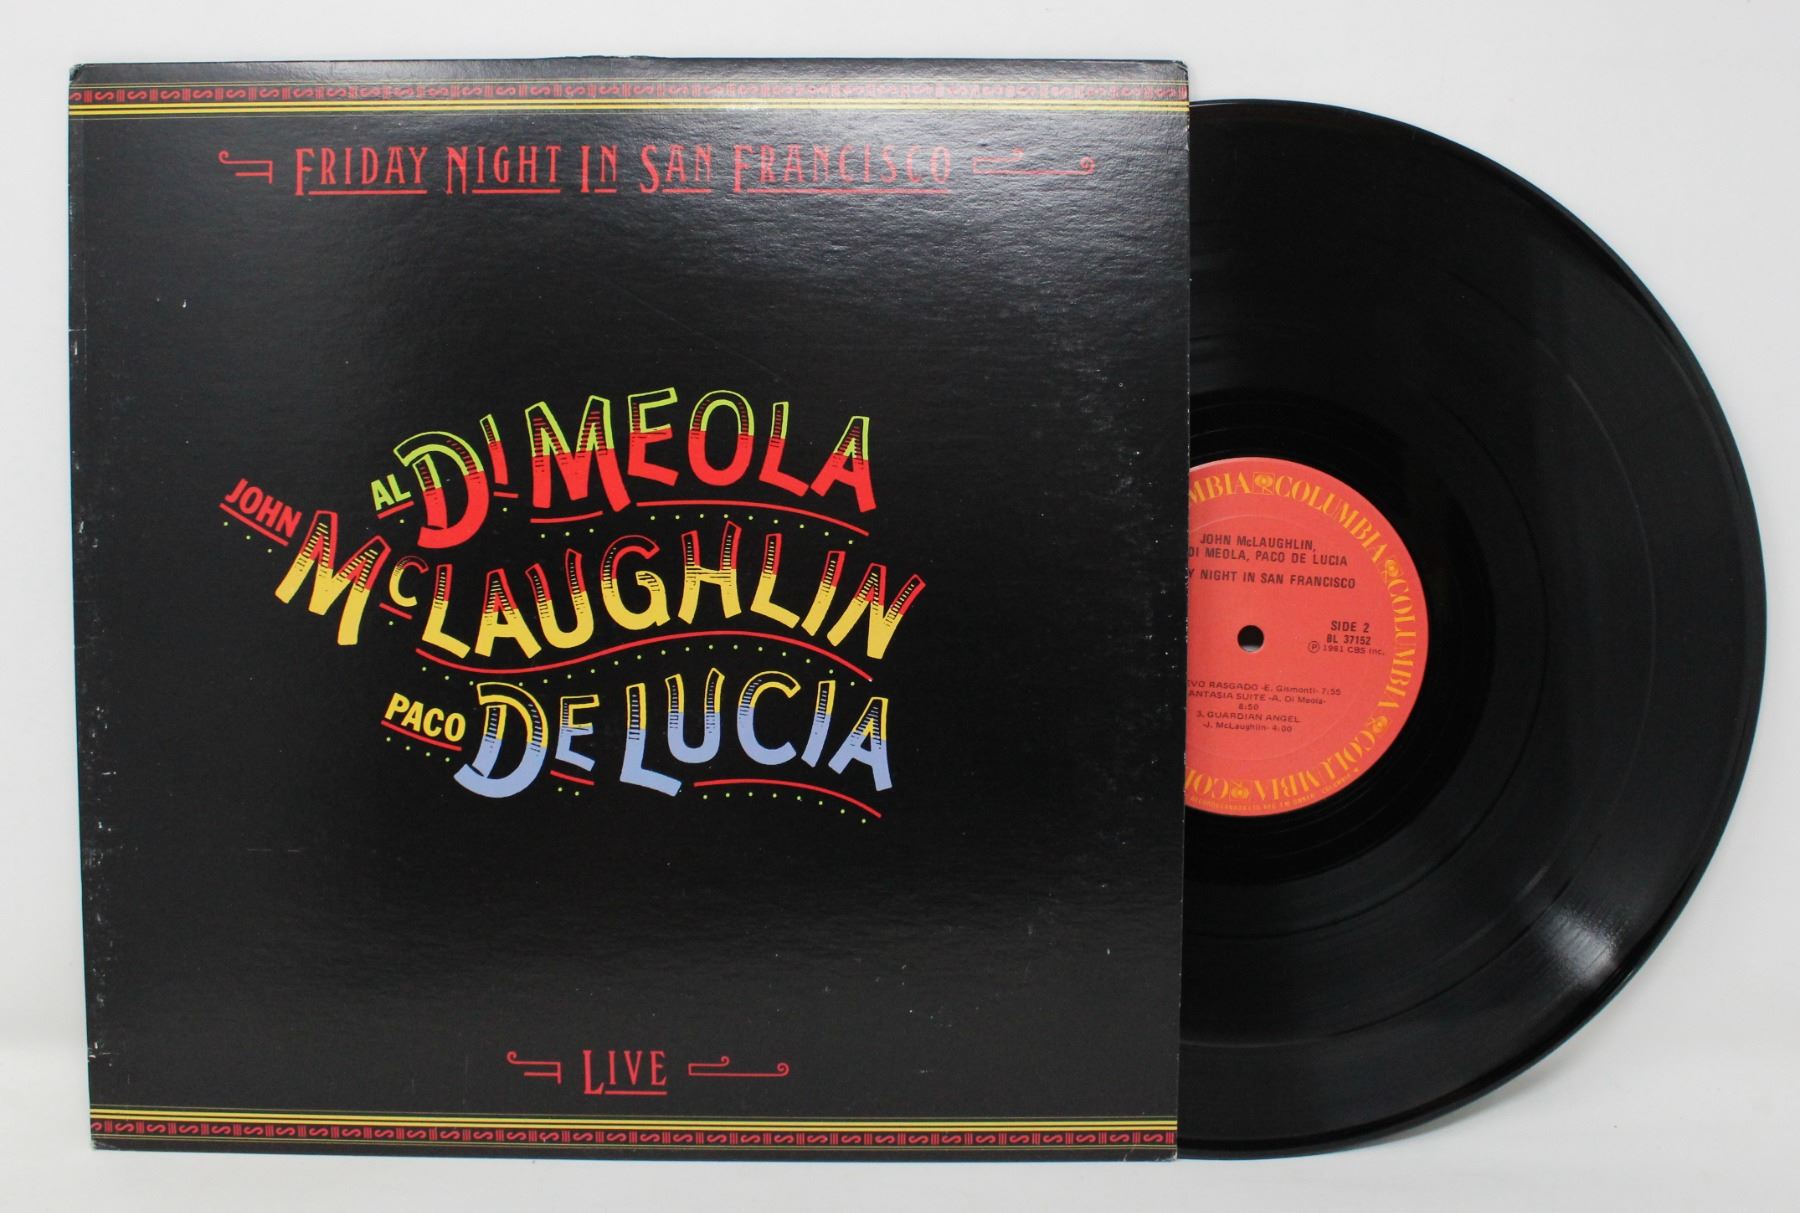 FRIDAY NIGHT IN SAN FRANCISCO
AL DI MEOLA
JOHN McLAUGHLIN
PACO DE LUCIA
LIVE
COLUMBIA COLUMBIA COLUMBIA
JOHN McLAUGHLIN,
DI MEOLA, PACO DE LUCIA
NIGHT IN SAN FRANCISCO
SIDE 2
BL 37152
Ⓟ 1981 CBS Inc.
RASGADO -E. Gismonti- 7:55
SUITE -A. Di Meola-
8:50
3. GUARDIAN ANGEL
-J. McLaughlin- 4:00